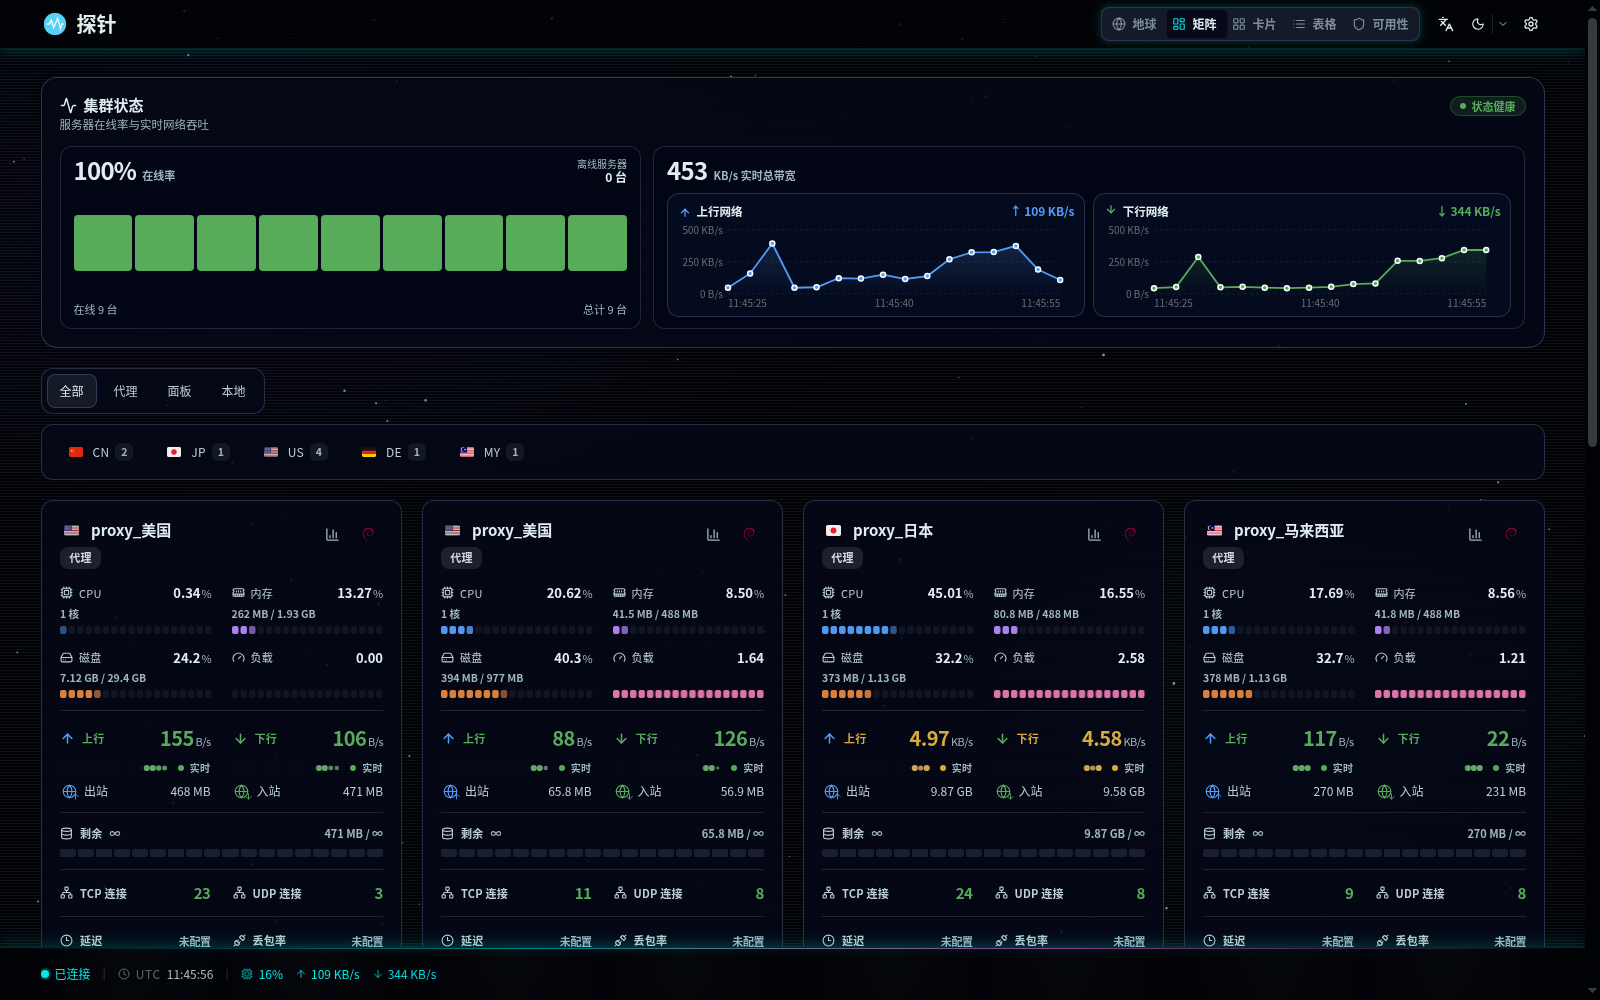 探针
地球 矩阵 卡片 表格 可用性
集群状态
服务器在线率与实时网络吞吐
状态健康
100% 在线率
离线服务器
0 台
在线 9 台
总计 9 台
453 KB/s 实时总带宽
上行网络
↑ 109 KB/s
500 KB/s
250 KB/s
0 B/s
11:45:25 11:45:40 11:45:55
下行网络
↓ 344 KB/s
500 KB/s
250 KB/s
0 B/s
11:45:25 11:45:40 11:45:55
全部 代理 面板 本地
CN 2 JP 1 US 4 DE 1 MY 1
proxy_美国
代理
CPU 0.34% 内存 13.27%
1 核 262 MB / 1.93 GB
磁盘 24.2% 负载 0.00
7.12 GB / 29.4 GB
上行 155 B/s 下行 106 B/s
实时 实时
出站 468 MB 入站 471 MB
剩余 ∞ 471 MB / ∞
TCP 连接 23 UDP 连接 3
延迟 未配置 丢包率 未配置
proxy_美国
代理
CPU 20.62% 内存 8.50%
1 核 41.5 MB / 488 MB
磁盘 40.3% 负载 1.64
394 MB / 977 MB
上行 88 B/s 下行 126 B/s
实时 实时
出站 65.8 MB 入站 56.9 MB
剩余 ∞ 65.8 MB / ∞
TCP 连接 11 UDP 连接 8
延迟 未配置 丢包率 未配置
proxy_日本
代理
CPU 45.01% 内存 16.55%
1 核 80.8 MB / 488 MB
磁盘 32.2% 负载 2.58
373 MB / 1.13 GB
上行 4.97 KB/s 下行 4.58 KB/s
实时 实时
出站 9.87 GB 入站 9.58 GB
剩余 ∞ 9.87 GB / ∞
TCP 连接 24 UDP 连接 8
延迟 未配置 丢包率 未配置
proxy_马来西亚
代理
CPU 17.69% 内存 8.56%
1 核 41.8 MB / 488 MB
磁盘 32.7% 负载 1.21
378 MB / 1.13 GB
上行 117 B/s 下行 22 B/s
实时 实时
出站 270 MB 入站 231 MB
剩余 ∞ 270 MB / ∞
TCP 连接 9 UDP 连接 8
延迟 未配置 丢包率 未配置
已连接 | UTC 11:45:56 | 16% ↑ 109 KB/s ↓ 344 KB/s